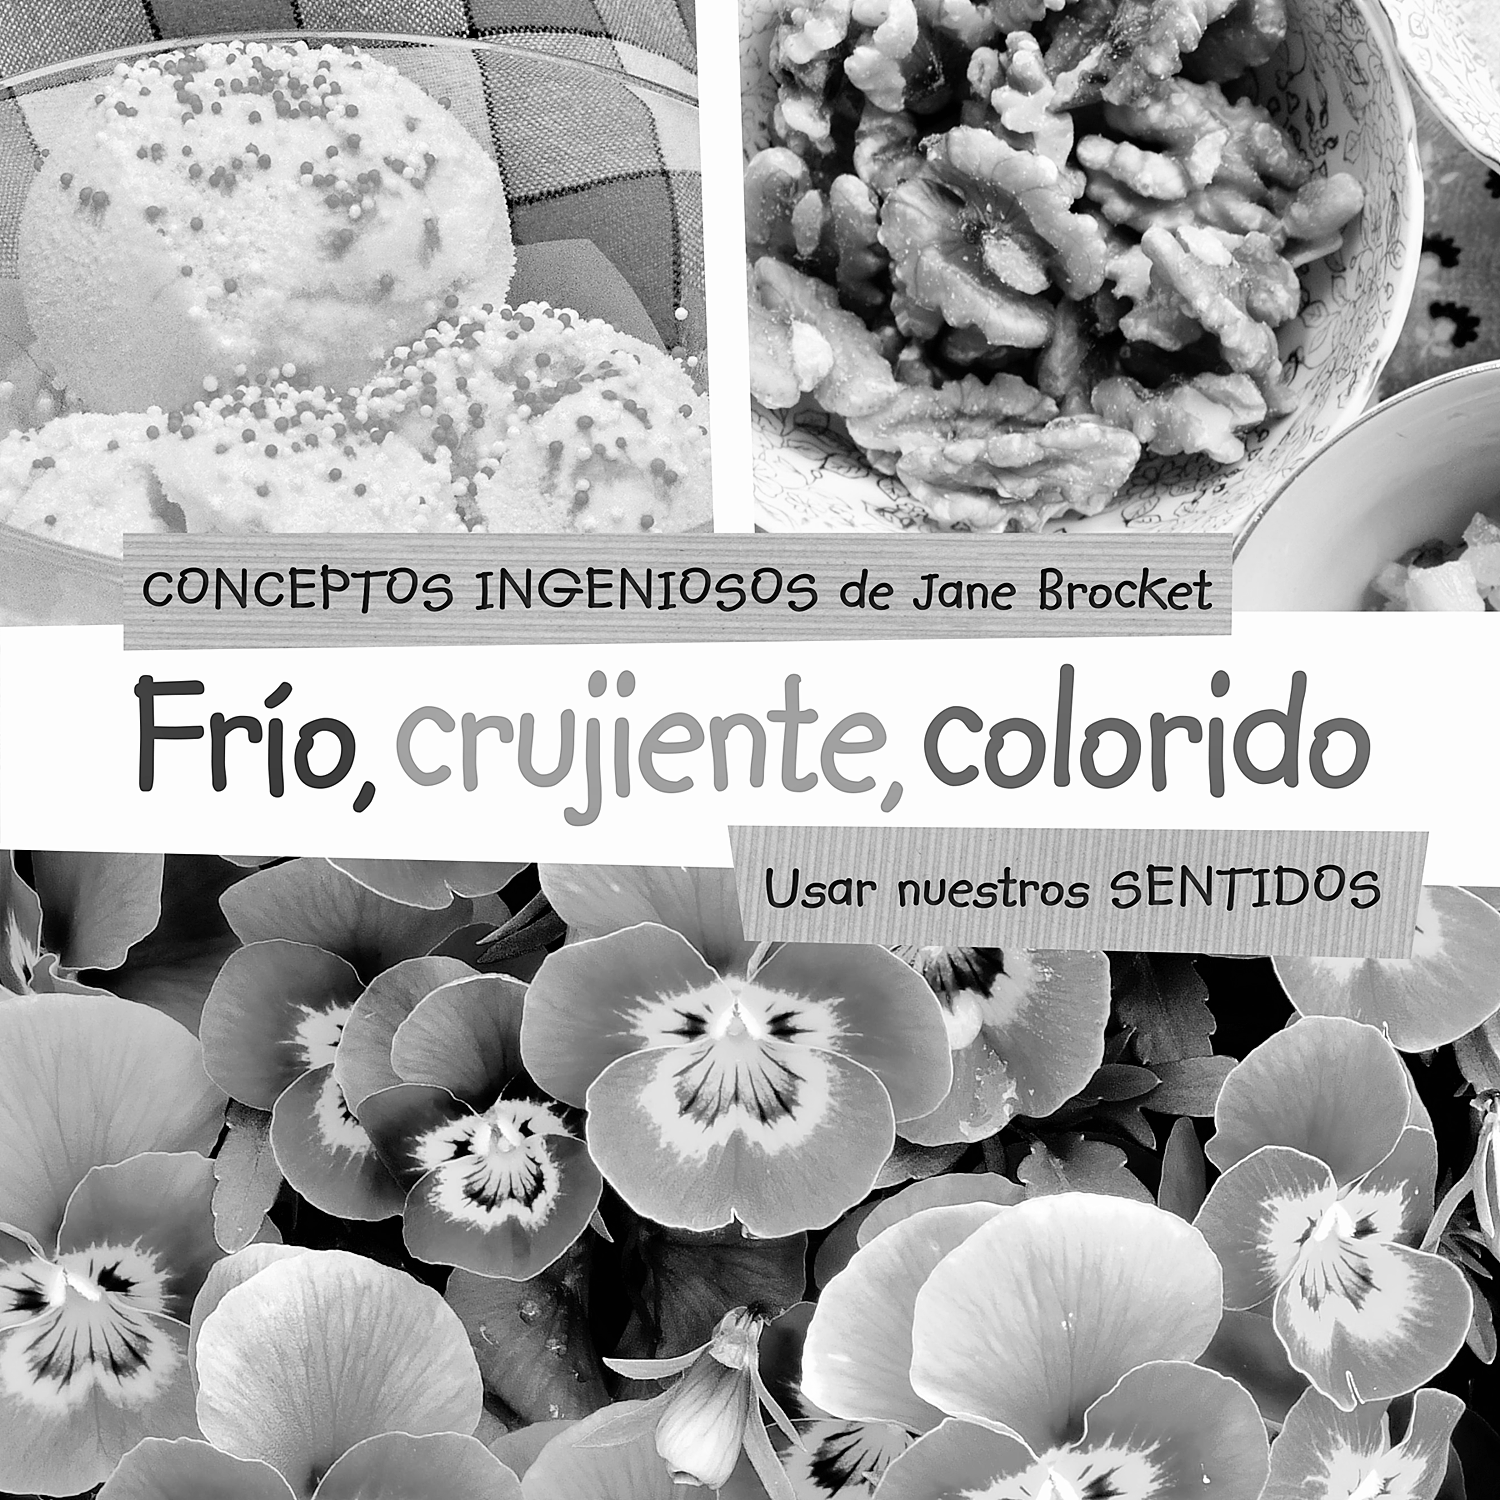 CONCEPTOS INGENIOSOS de Jane Brocket
Frío, crujiente, colorido
Usar nuestros SENTIDOS